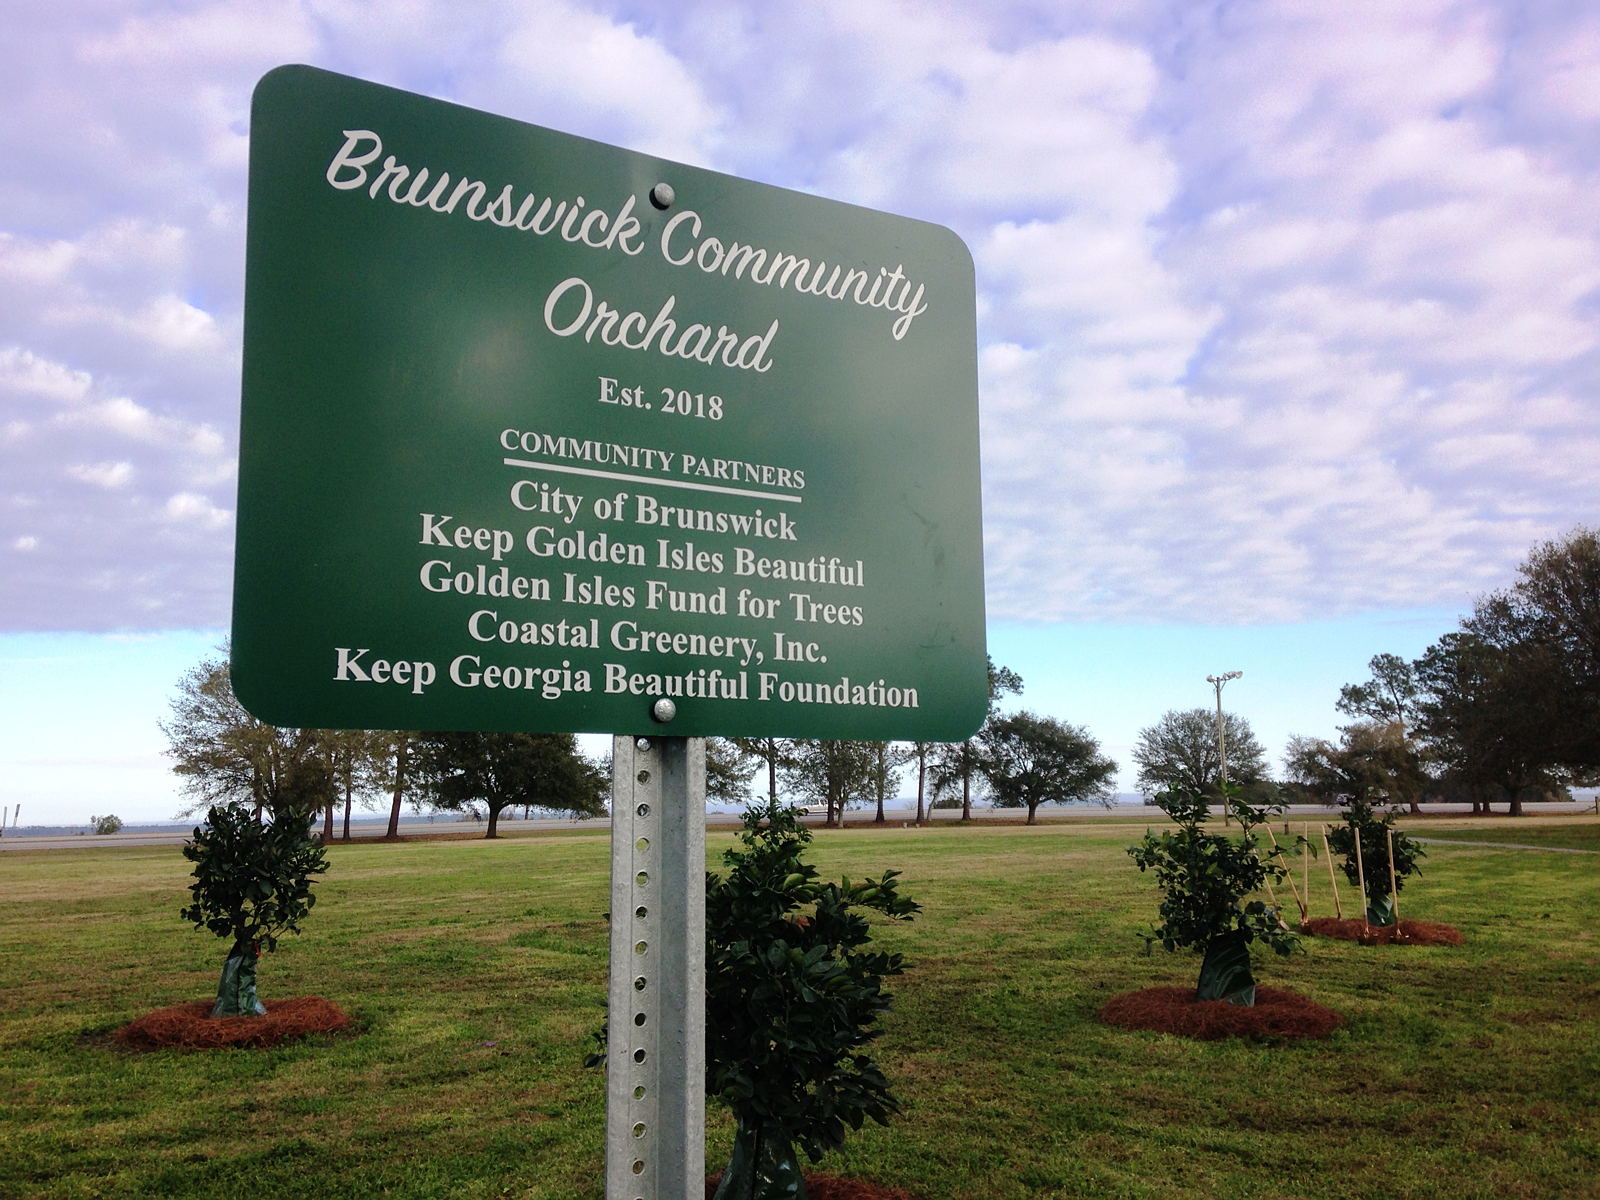 Brunswick Community
Orchard
Est. 2018
COMMUNITY PARTNERS
City of Brunswick
Keep Golden Isles Beautiful
Golden Isles Fund for Trees
Coastal Greenery, Inc.
Keep Georgia Beautiful Foundation